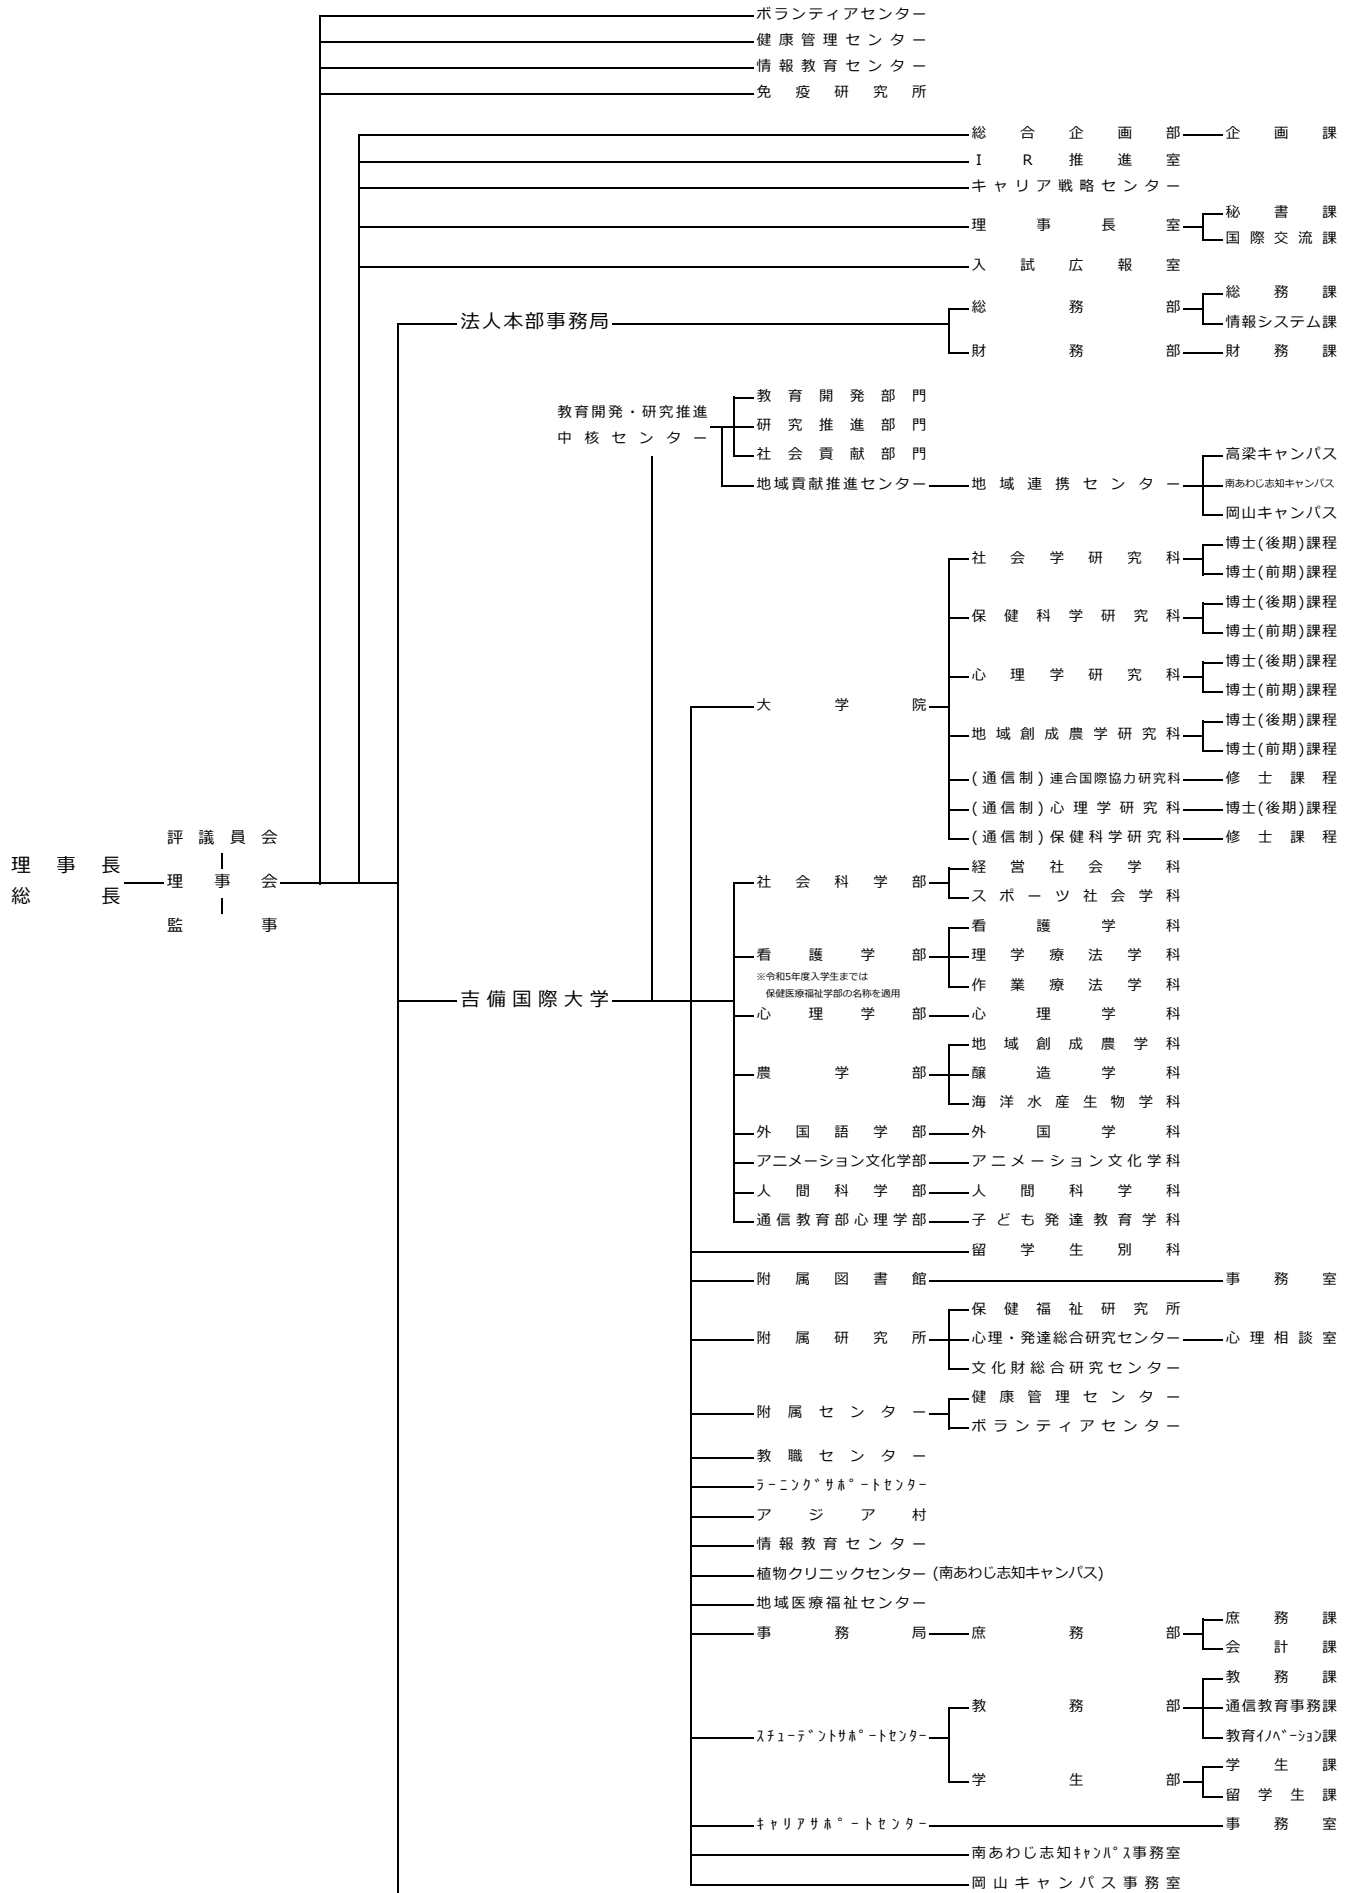 ボランティアセンター
健康管理センター
情報教育センター
免疫研究所
総合企画部 企画課
ＩＲ推進室
キャリア戦略センター
理事長室 秘書課
国際交流課
入試広報室
法人本部事務局 総務部 総務課
情報システム課
財務部 財務課
教育開発・研究推進
中核センター
教育開発部門
研究推進部門
社会貢献部門
地域貢献推進センター 地域連携センター 高梁キャンパス
南あわじ志知キャンパス
岡山キャンパス
大学院
社会学研究科 博士(後期)課程
博士(前期)課程
保健科学研究科 博士(後期)課程
博士(前期)課程
心理学研究科 博士(後期)課程
博士(前期)課程
地域創成農学研究科 博士(後期)課程
博士(前期)課程
(通信制)連合国際協力研究科 修士課程
(通信制)心理学研究科 博士(後期)課程
(通信制)保健科学研究科 修士課程
理事長
総長
評議員会
理事会
監事
吉備国際大学
社会科学部 経営社会学科
スポーツ社会学科
看護学部 看護学科
理学療法学科
作業療法学科
※令和5年度入学生までは
保健医療福祉学部の名称を適用
心理学部 心理学科
農学部 地域創成農学科
醸造学科
海洋水産生物学科
外国語学部 外国学科
アニメーション文化学部 アニメーション文化学科
人間科学部 人間科学科
通信教育部心理学部 子ども発達教育学科
留学生別科
附属図書館 事務室
附属研究所 保健福祉研究所
心理・発達総合研究センター 心理相談室
文化財総合研究センター
附属センター 健康管理センター
ボランティアセンター
教職センター
ﾗｰﾆﾝｸﾞｻﾎﾟｰﾄｾﾝﾀｰ
アジア村
情報教育センター
植物クリニックセンター (南あわじ志知キャンパス)
地域医療福祉センター
事務局 庶務部 庶務課
会計課
ｽﾁｭｰﾃﾞﾝﾄｻﾎﾟｰﾄｾﾝﾀｰ 教務部 教務課
通信教育事務課
教育ｲﾉﾍﾞｰｼｮﾝ課
学生部 学生課
留学生課
ｷｬﾘｱｻﾎﾟｰﾄｾﾝﾀｰ 事務室
南あわじ志知ｷｬﾝﾊﾟｽ事務室
岡山キャンパス事務室